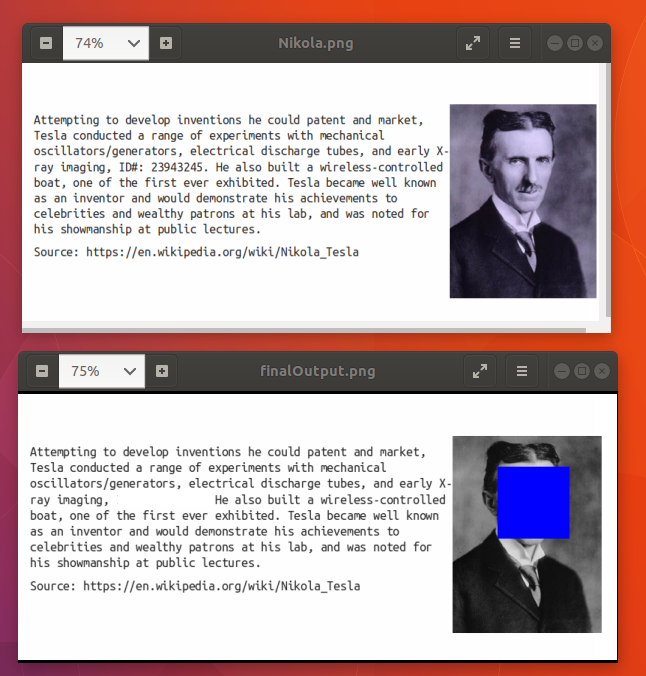 74%
Nikola.png
Attempting to develop inventions he could patent and market,
Tesla conducted a range of experiments with mechanical
oscillators/generators, electrical discharge tubes, and early X-
ray imaging, ID#: 23943245. He also built a wireless-controlled
boat, one of the first ever exhibited. Tesla became well known
as an inventor and would demonstrate his achievements to
celebrities and wealthy patrons at his lab, and was noted for
his showmanship at public lectures.
Source: https://en.wikipedia.org/wiki/Nikola_Tesla
75%
finalOutput.png
Attempting to develop inventions he could patent and market,
Tesla conducted a range of experiments with mechanical
oscillators/generators, electrical discharge tubes, and early X-
ray imaging, He also built a wireless-controlled
boat, one of the first ever exhibited. Tesla became well known
as an inventor and would demonstrate his achievements to
celebrities and wealthy patrons at his lab, and was noted for
his showmanship at public lectures.
Source: https://en.wikipedia.org/wiki/Nikola_Tesla